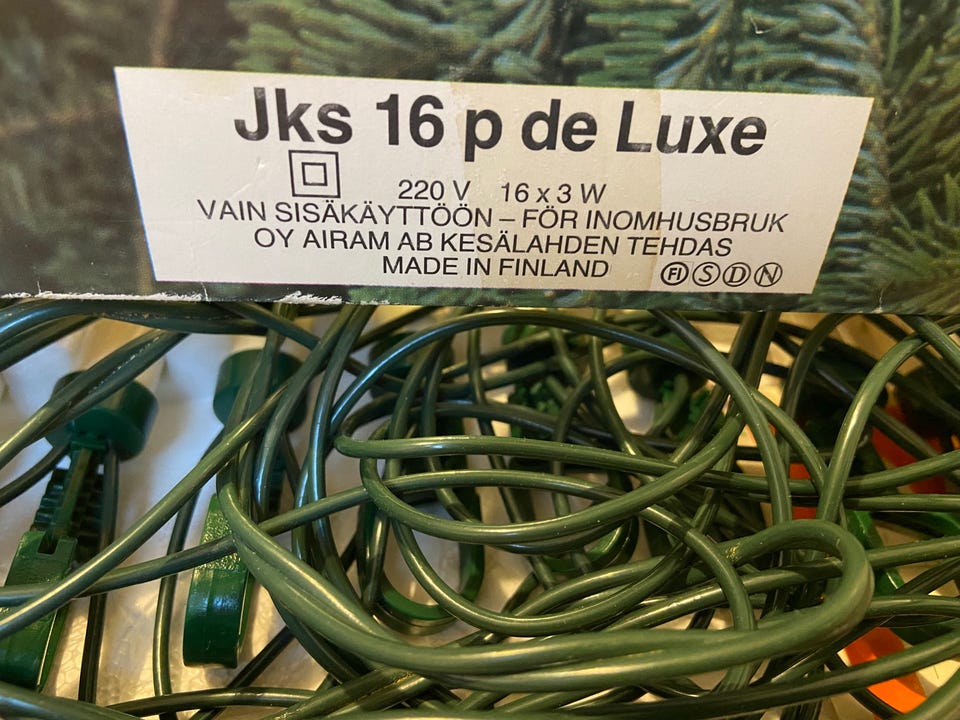 Jks 16 p de Luxe
220 V 16 x 3 W
VAIN SISÄKÄYTTÖÖN – FÖR INOMHUSBRUK
OY AIRAM AB KESÄLAHDEN TEHDAS
MADE IN FINLAND FI S D N